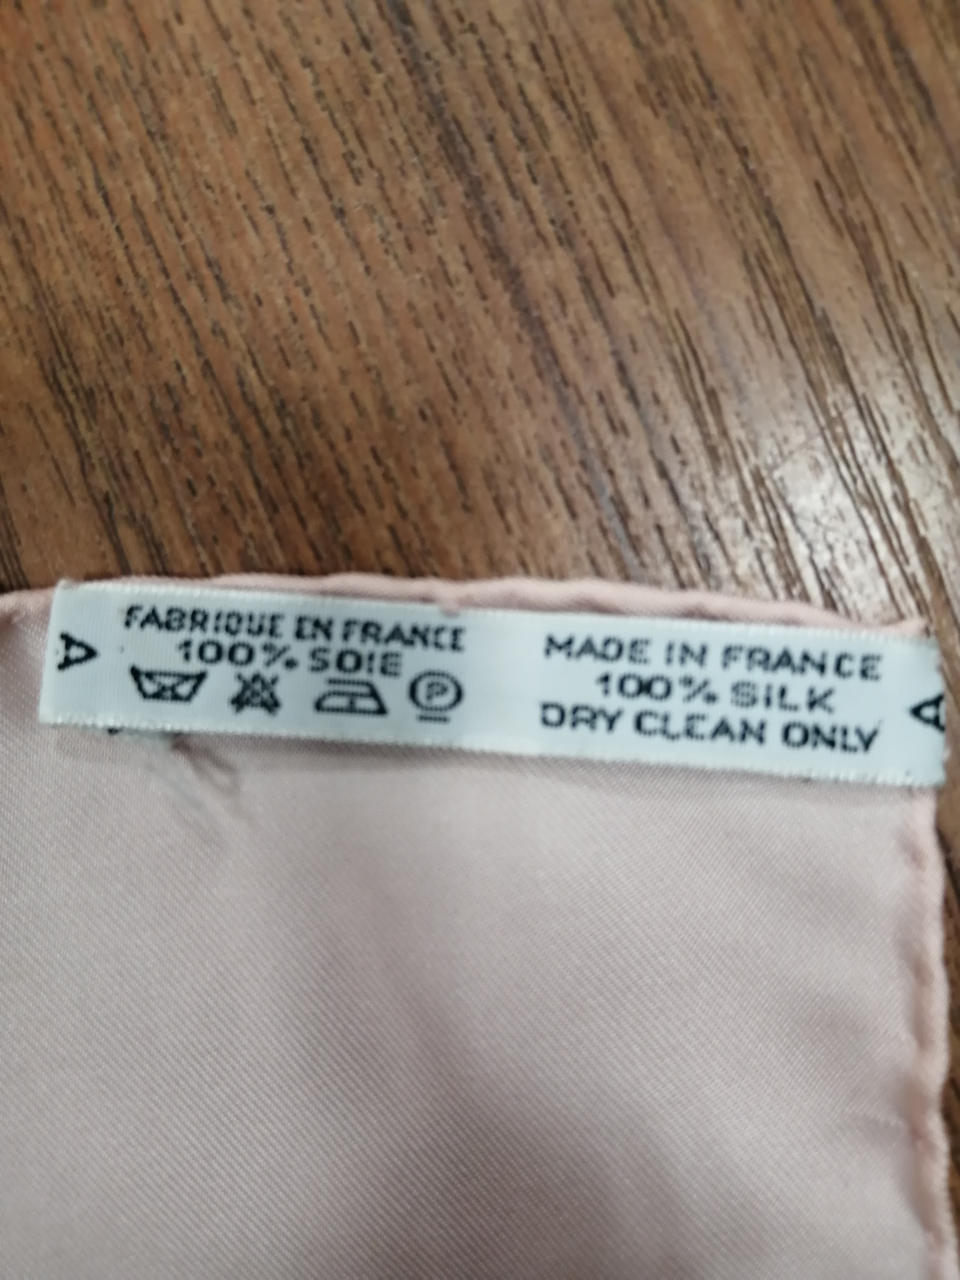 A
FABRIQUE EN FRANCE
100% SOIE
P
MADE IN FRANCE
100% SILK
DRY CLEAN ONLY
A